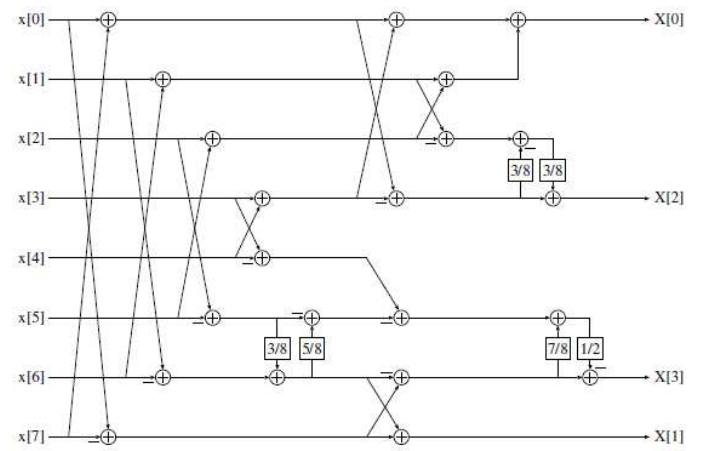 x[0] X[0]
x[1]
x[2]
3/8 3/8
x[3] X[2]
x[4]
x[5]
3/8 5/8 7/8 1/2
x[6] X[3]
x[7] X[1]